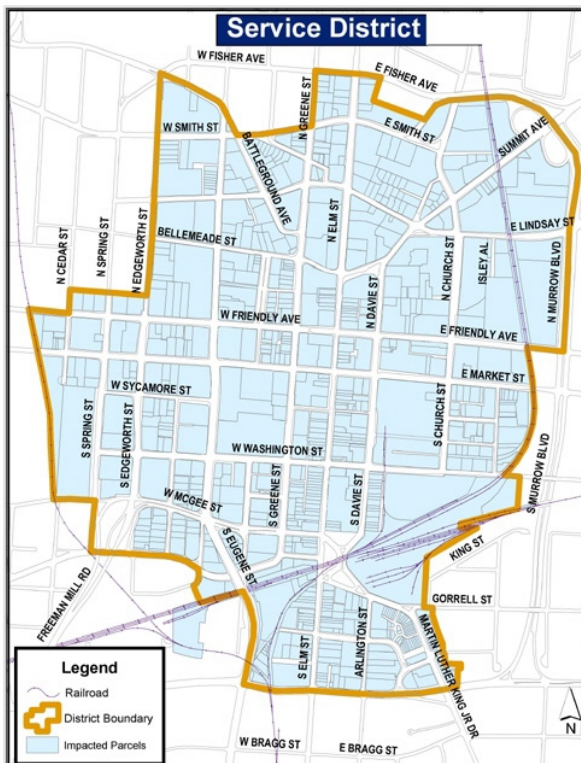 Service District
W FISHER AVE
E FISHER AVE
N GREENE ST
W SMITH ST
E SMITH ST
BATTLEGROUND AVE
SUMMIT AVE
N CEDAR ST
N SPRING ST
N EDGEWORTH ST
BELLEMEADE ST
N ELM ST
E LINDSAY ST
N DAVIE ST
N CHURCH ST
ISLEY AL
N MURROW BLVD
W FRIENDLY AVE
E FRIENDLY AVE
E MARKET ST
W SYCAMORE ST
S SPRING ST
S EDGEWORTH ST
S CHURCH ST
W WASHINGTON ST
S GREENE ST
S DAVIE ST
W MCGEE ST
S MURROW BLVD
S EUGENE ST
KING ST
FREEMAN MILL RD
GORRELL ST
S ELM ST
ARLINGTON ST
MARTIN LUTHER KING JR DR
W BRAGG ST
E BRAGG ST
Legend
Railroad
District Boundary
Impacted Parcels
N